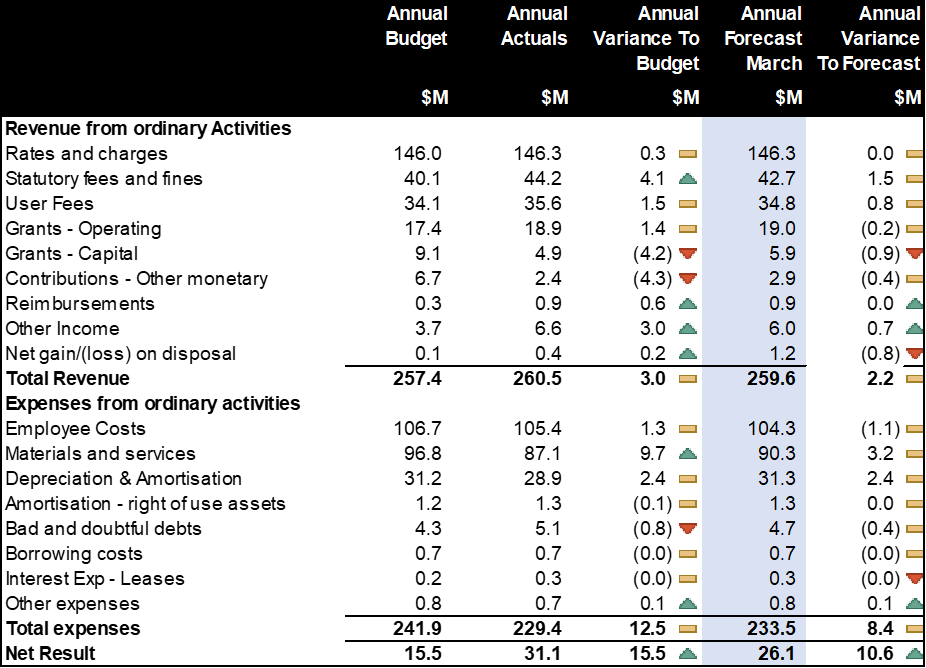 Annual Annual Annual Annual Annual
Budget Actuals Variance To Forecast Variance
Budget March To Forecast
$M $M $M $M $M
Revenue from ordinary Activities
Rates and charges 146.0 146.3 0.3 146.3 0.0
Statutory fees and fines 40.1 44.2 4.1 42.7 1.5
User Fees 34.1 35.6 1.5 34.8 0.8
Grants - Operating 17.4 18.9 1.4 19.0 (0.2)
Grants - Capital 9.1 4.9 (4.2) 5.9 (0.9)
Contributions - Other monetary 6.7 2.4 (4.3) 2.9 (0.4)
Reimbursements 0.3 0.9 0.6 0.9 0.0
Other Income 3.7 6.6 3.0 6.0 0.7
Net gain/(loss) on disposal 0.1 0.4 0.2 1.2 (0.8)
Total Revenue 257.4 260.5 3.0 259.6 2.2
Expenses from ordinary activities
Employee Costs 106.7 105.4 1.3 104.3 (1.1)
Materials and services 96.8 87.1 9.7 90.3 3.2
Depreciation & Amortisation 31.2 28.9 2.4 31.3 2.4
Amortisation - right of use assets 1.2 1.3 (0.1) 1.3 0.0
Bad and doubtful debts 4.3 5.1 (0.8) 4.7 (0.4)
Borrowing costs 0.7 0.7 (0.0) 0.7 (0.0)
Interest Exp - Leases 0.2 0.3 (0.0) 0.3 (0.0)
Other expenses 0.8 0.7 0.1 0.8 0.1
Total expenses 241.9 229.4 12.5 233.5 8.4
Net Result 15.5 31.1 15.5 26.1 10.6